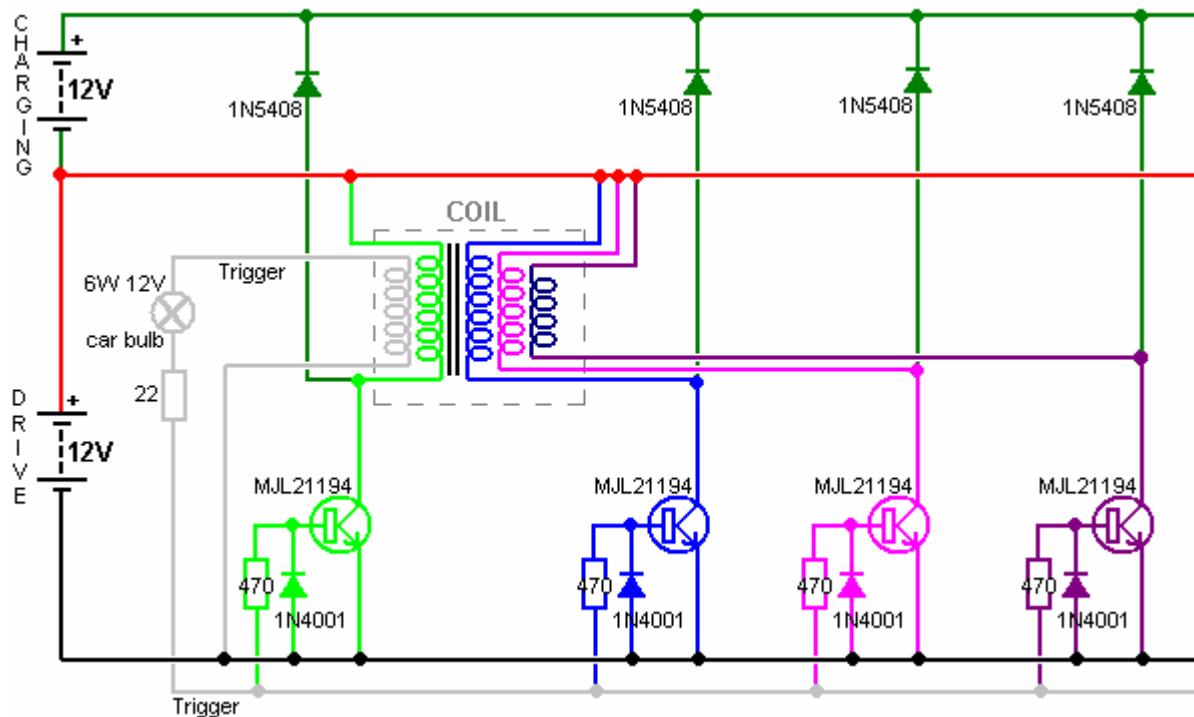 CHARGING
+
12V
1N5408
1N5408
1N5408
1N5408
COIL
Trigger
6W 12V
car bulb
22
DRIVE
+
12V
MJL21194
MJL21194
MJL21194
MJL21194
470
470
470
470
1N4001
1N4001
1N4001
1N4001
Trigger